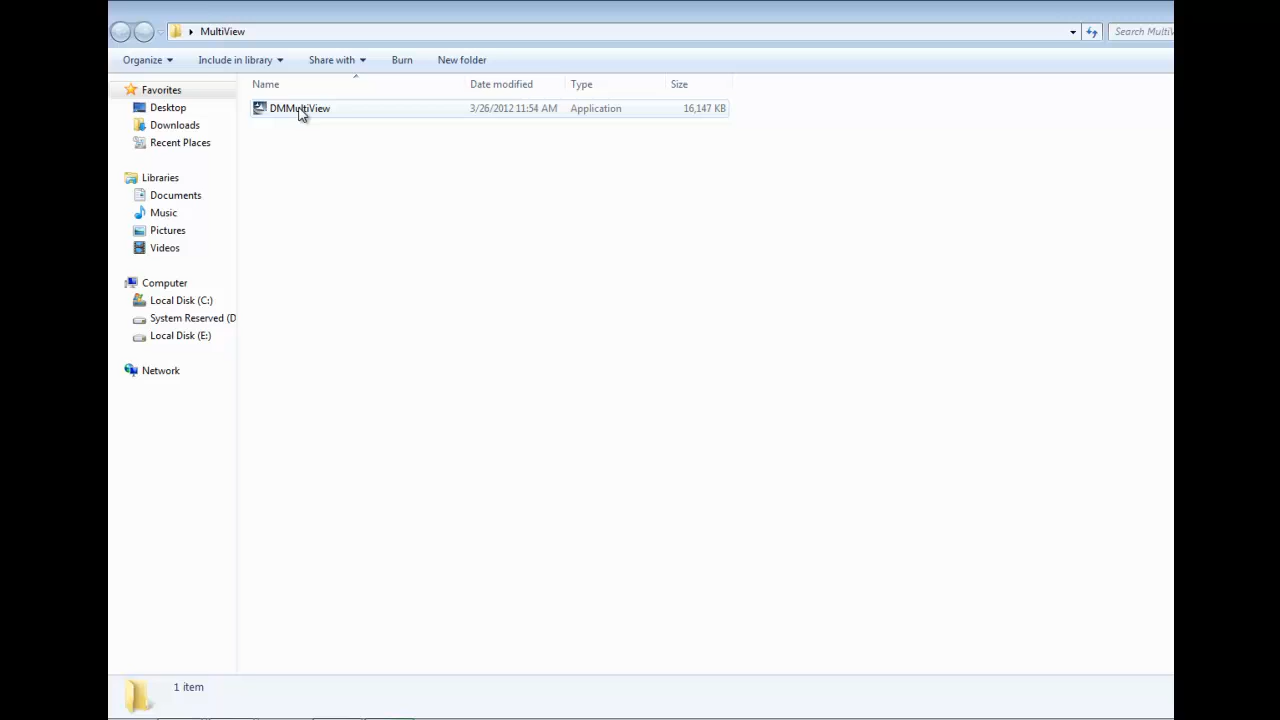 MultiView
Search MultiV
Organize
Include in library
Share with
Burn
New folder
Name
Date modified
Type
Size
Favorites
Desktop
Downloads
Recent Places
Libraries
Documents
Music
Pictures
Videos
Computer
Local Disk (C:)
System Reserved (D
Local Disk (E:)
Network
DMMultiView
3/26/2012 11:54 AM
Application
16,147 KB
1 item